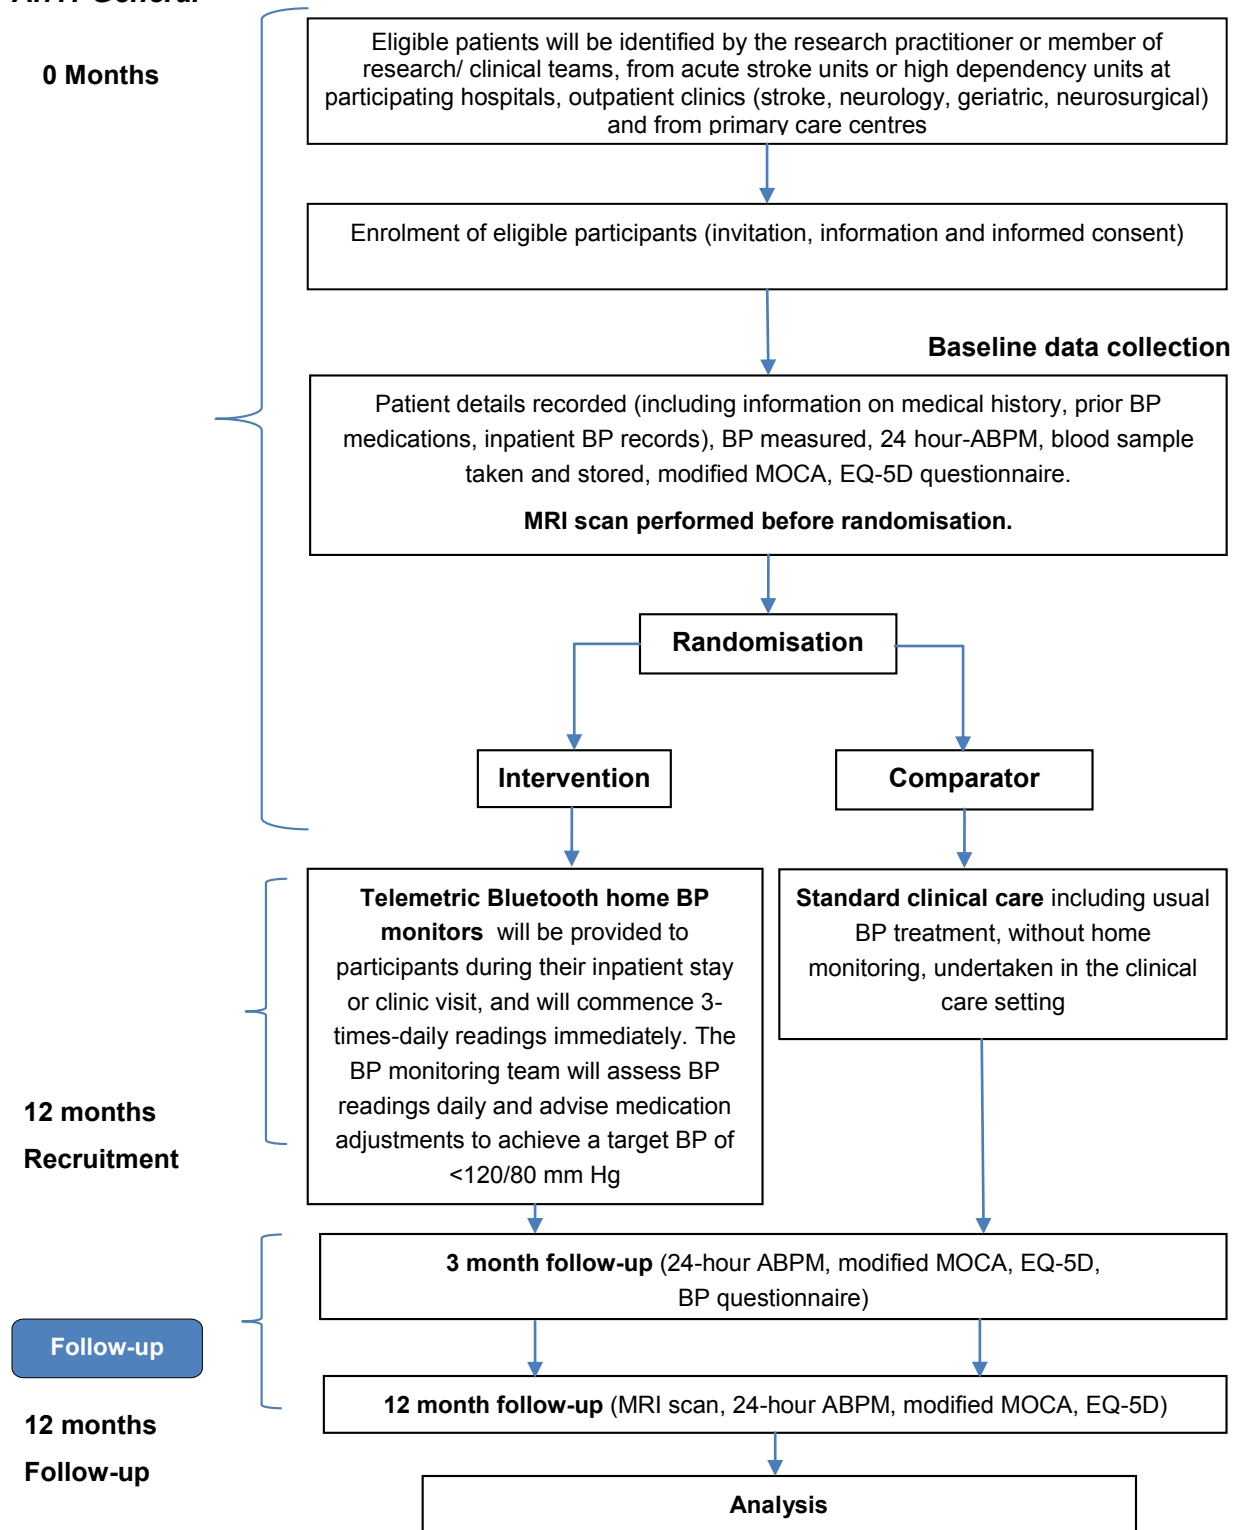 0 Months
Eligible patients will be identified by the research practitioner or member of
research/ clinical teams, from acute stroke units or high dependency units at
participating hospitals, outpatient clinics (stroke, neurology, geriatric, neurosurgical)
and from primary care centres
Enrolment of eligible participants (invitation, information and informed consent)
Baseline data collection
Patient details recorded (including information on medical history, prior BP
medications, inpatient BP records), BP measured, 24 hour-ABPM, blood sample
taken and stored, modified MOCA, EQ-5D questionnaire.
MRI scan performed before randomisation.
Randomisation
Intervention
Comparator
Telemetric Bluetooth home BP
monitors will be provided to
participants during their inpatient stay
or clinic visit, and will commence 3-
times-daily readings immediately. The
BP monitoring team will assess BP
readings daily and advise medication
adjustments to achieve a target BP of
<120/80 mm Hg
Standard clinical care including usual
BP treatment, without home
monitoring, undertaken in the clinical
care setting
12 months
Recruitment
3 month follow-up (24-hour ABPM, modified MOCA, EQ-5D,
BP questionnaire)
Follow-up
12 month follow-up (MRI scan, 24-hour ABPM, modified MOCA, EQ-5D)
12 months
Follow-up
Analysis